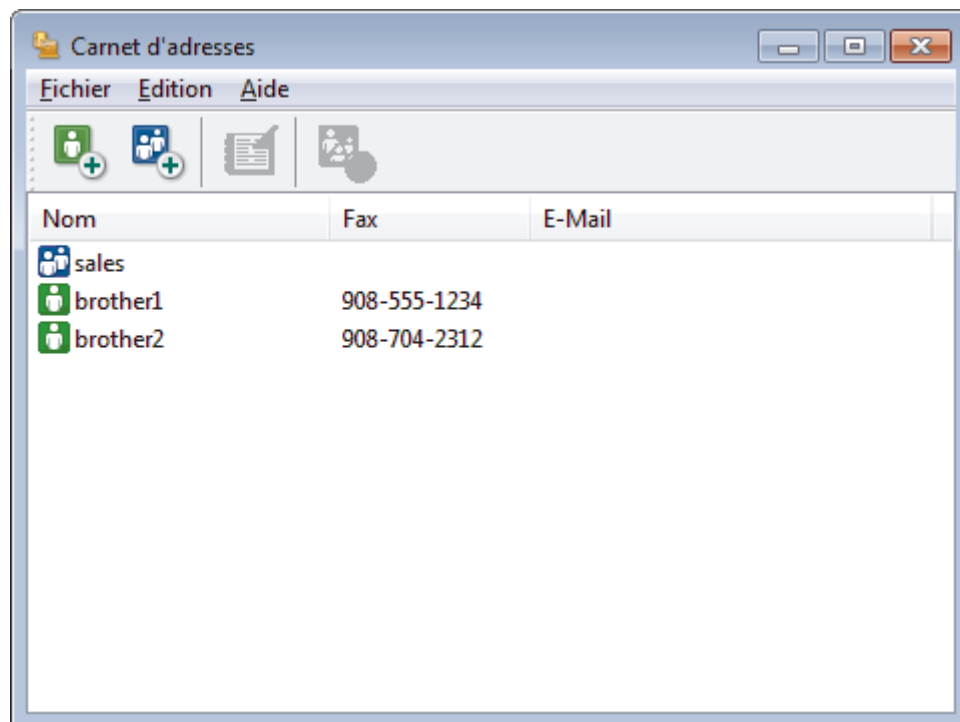 Carnet d'adresses
Fichier Edition Aide
Nom Fax E-Mail
sales
brother1 908-555-1234
brother2 908-704-2312